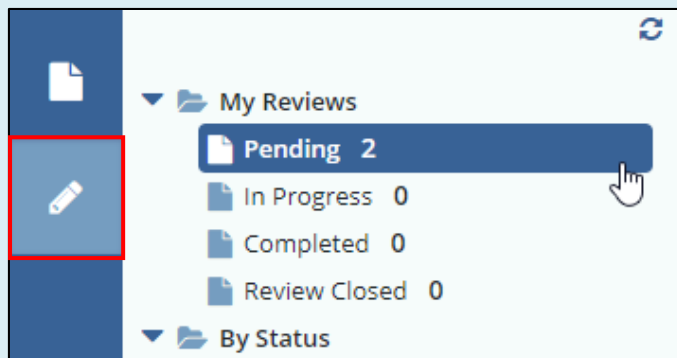 My Reviews
Pending 2
In Progress 0
Completed 0
Review Closed 0
By Status